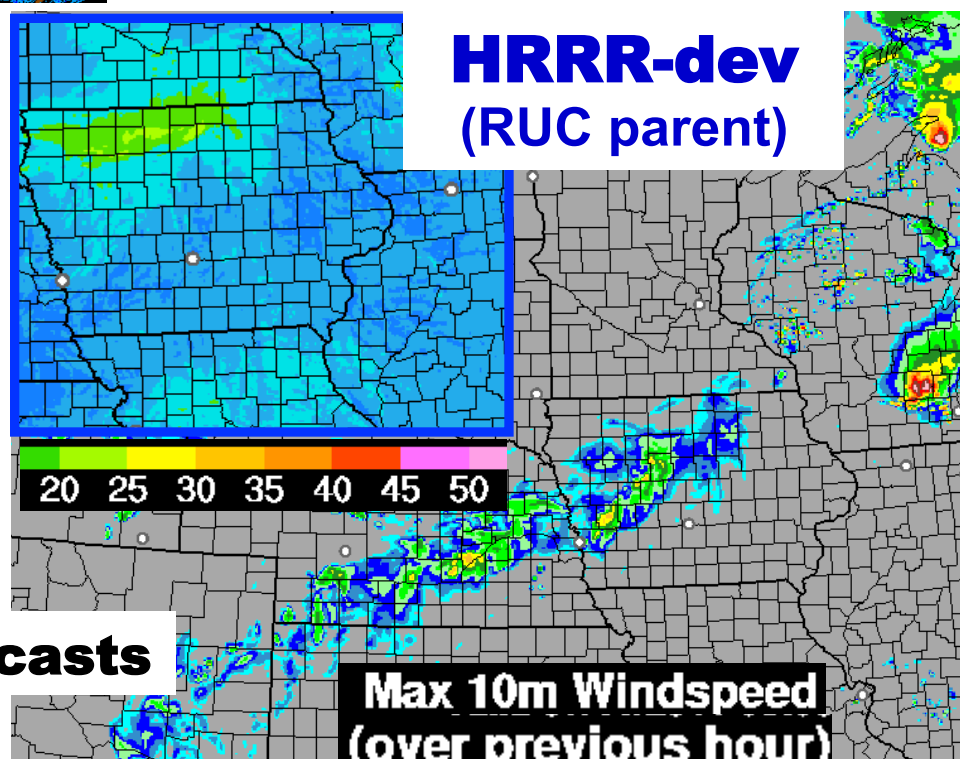 HRRR-dev
(RUC parent)
20 25 30 35 40 45 50
casts
Max 10m Windspeed
(over previous hour)